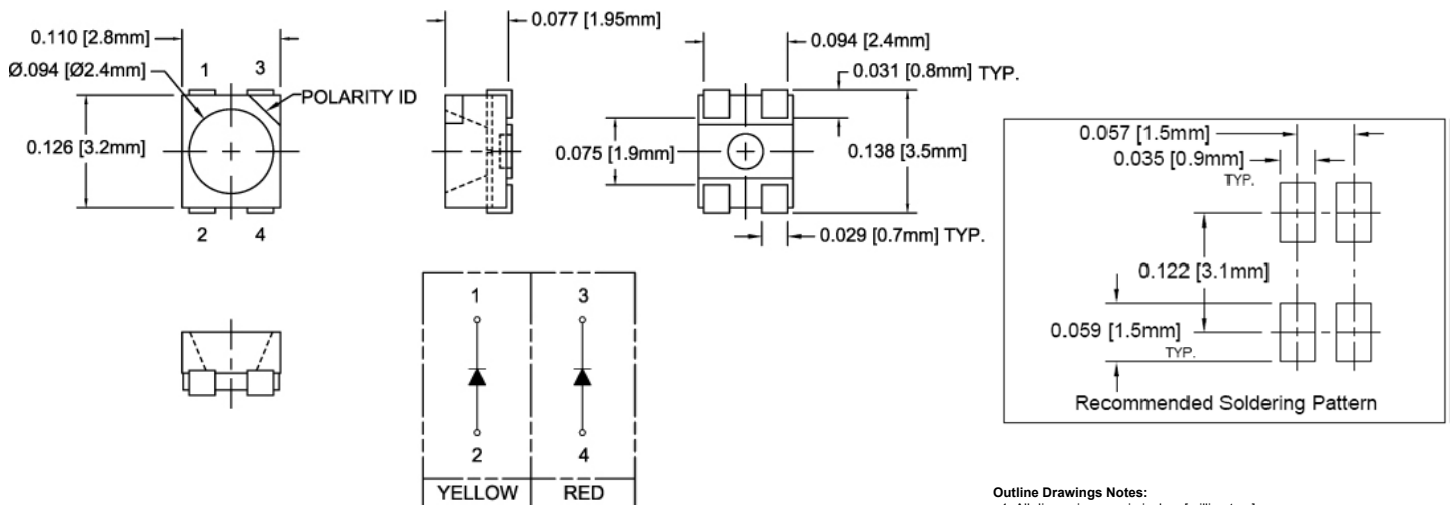 0.110 [2.8mm]
Ø.094 [Ø2.4mm]
1
3
POLARITY ID
0.126 [3.2mm]
2
4
0.077 [1.95mm]
0.094 [2.4mm]
0.031 [0.8mm] TYP.
0.075 [1.9mm]
0.138 [3.5mm]
0.029 [0.7mm] TYP.
1
3
2
4
YELLOW
RED
0.057 [1.5mm]
0.035 [0.9mm]
TYP.
0.122 [3.1mm]
0.059 [1.5mm]
TYP.
Recommended Soldering Pattern
Outline Drawings Notes: